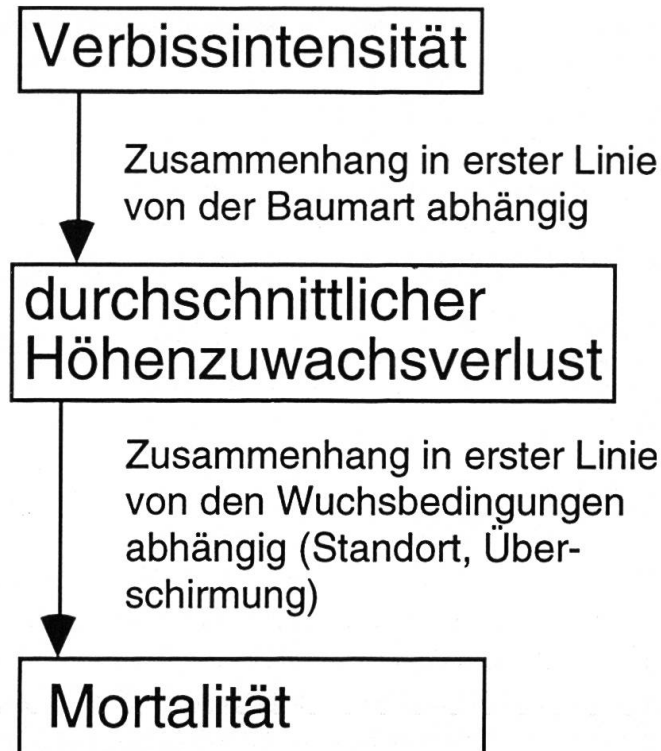 Verbissintensität
Zusammenhang in erster Linie
von der Baumart abhängig
durchschnittlicher
Höhenzuwachsverlust
Zusammenhang in erster Linie
von den Wuchsbedingungen
abhängig (Standort, Über-
schirmung)
Mortalität